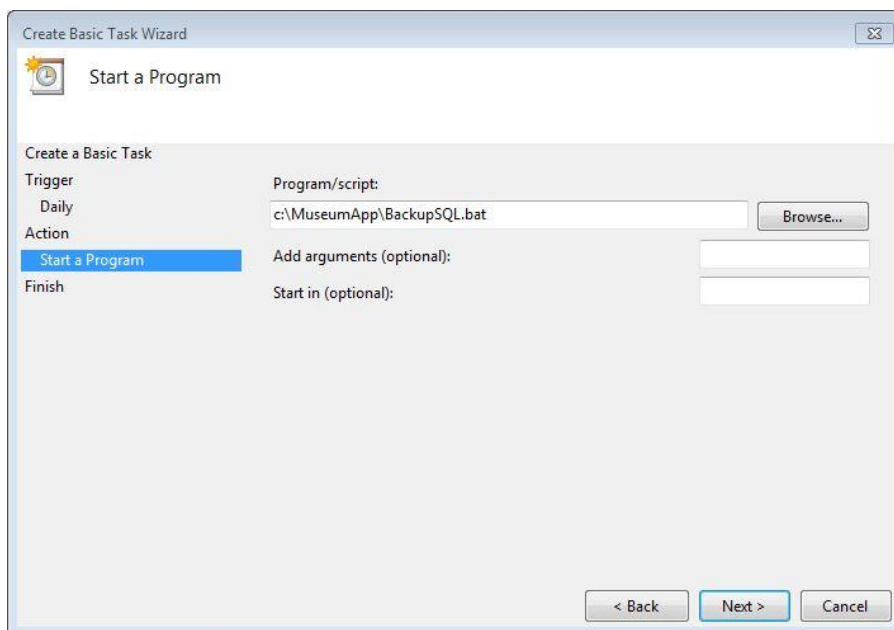 Create Basic Task Wizard
Start a Program
Create a Basic Task
Trigger
Daily
Action
Start a Program
Finish
Program/script:
c:\MuseumApp\BackupSQL.bat
Browse...
Add arguments (optional):
Start in (optional):
< Back
Next >
Cancel